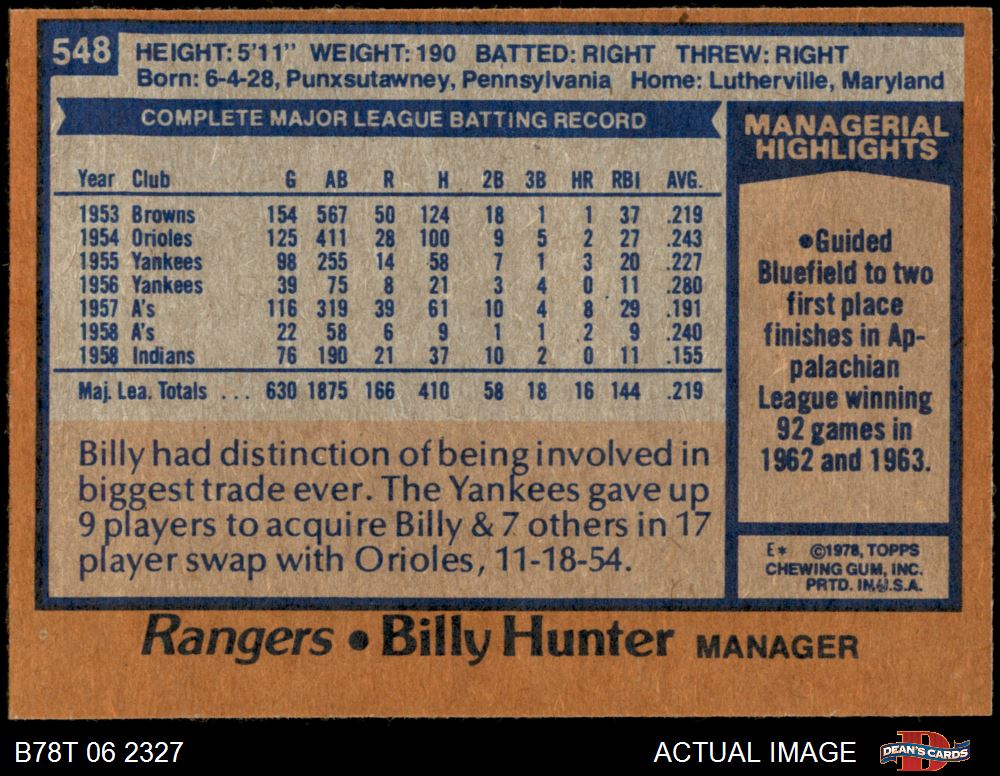 548 HEIGHT: 5'11" WEIGHT: 190 BATTED: RIGHT THREW: RIGHT
Born: 6-4-28, Punxsutawney, Pennsylvania Home: Lutherville, Maryland
COMPLETE MAJOR LEAGUE BATTING RECORD
Year Club G AB R H 2B 3B HR RBI AVG.
1953 Browns 154 567 50 124 18 1 1 37 .219
1954 Orioles 125 411 28 100 9 5 2 27 .243
1955 Yankees 98 255 14 58 7 1 3 20 .227
1956 Yankees 39 75 8 21 3 4 0 11 .280
1957 A's 116 319 39 61 10 4 8 29 .191
1958 A's 22 58 6 9 1 1 2 9 .240
1958 Indians 76 190 21 37 10 2 0 11 .155
Maj. Lea. Totals ... 630 1875 166 410 58 18 16 144 .219
Billy had distinction of being involved in
biggest trade ever. The Yankees gave up
9 players to acquire Billy & 7 others in 17
player swap with Orioles, 11-18-54.
MANAGERIAL
HIGHLIGHTS
•Guided
Bluefield to two
first place
finishes in Ap-
palachian
League winning
92 games in
1962 and 1963.
E* ©1978, TOPPS
CHEWING GUM, INC.
PRTD. IN U.S.A.
Rangers • Billy Hunter MANAGER
B78T 06 2327
ACTUAL IMAGE
D
DEAN'S CARDS